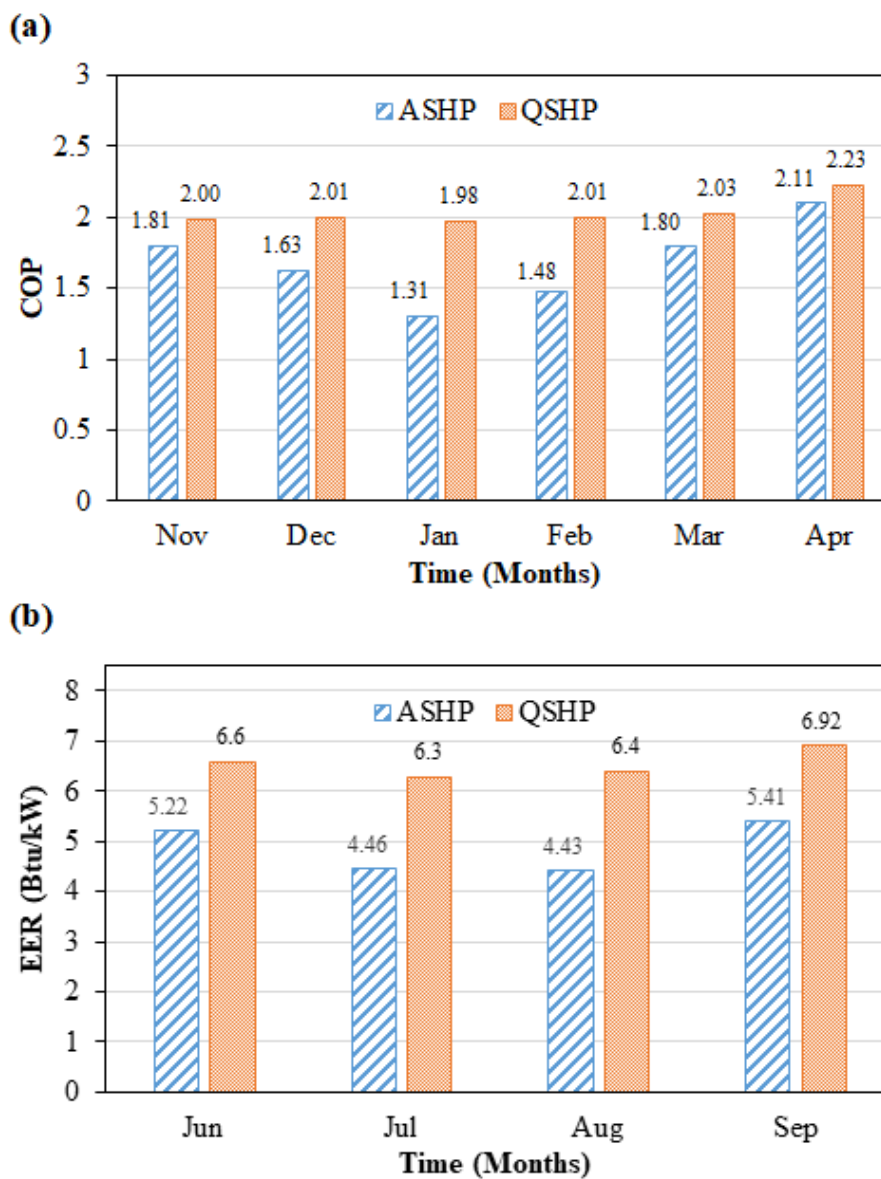 (a)
3
ASHP QSHP
2.5
2.23
2.11
2.00 2.01 1.98 2.01 2.03
2
1.81 1.80
1.63
1.48
1.5
1.31
COP
1
0.5
0
Nov Dec Jan Feb Mar Apr
Time (Months)
(b)
8
ASHP QSHP
7
6.6 6.3 6.4 6.92
6
5.22 4.46 4.43 5.41
5
4
EER (Btu/kW)
3
2
1
0
Jun Jul Aug Sep
Time (Months)